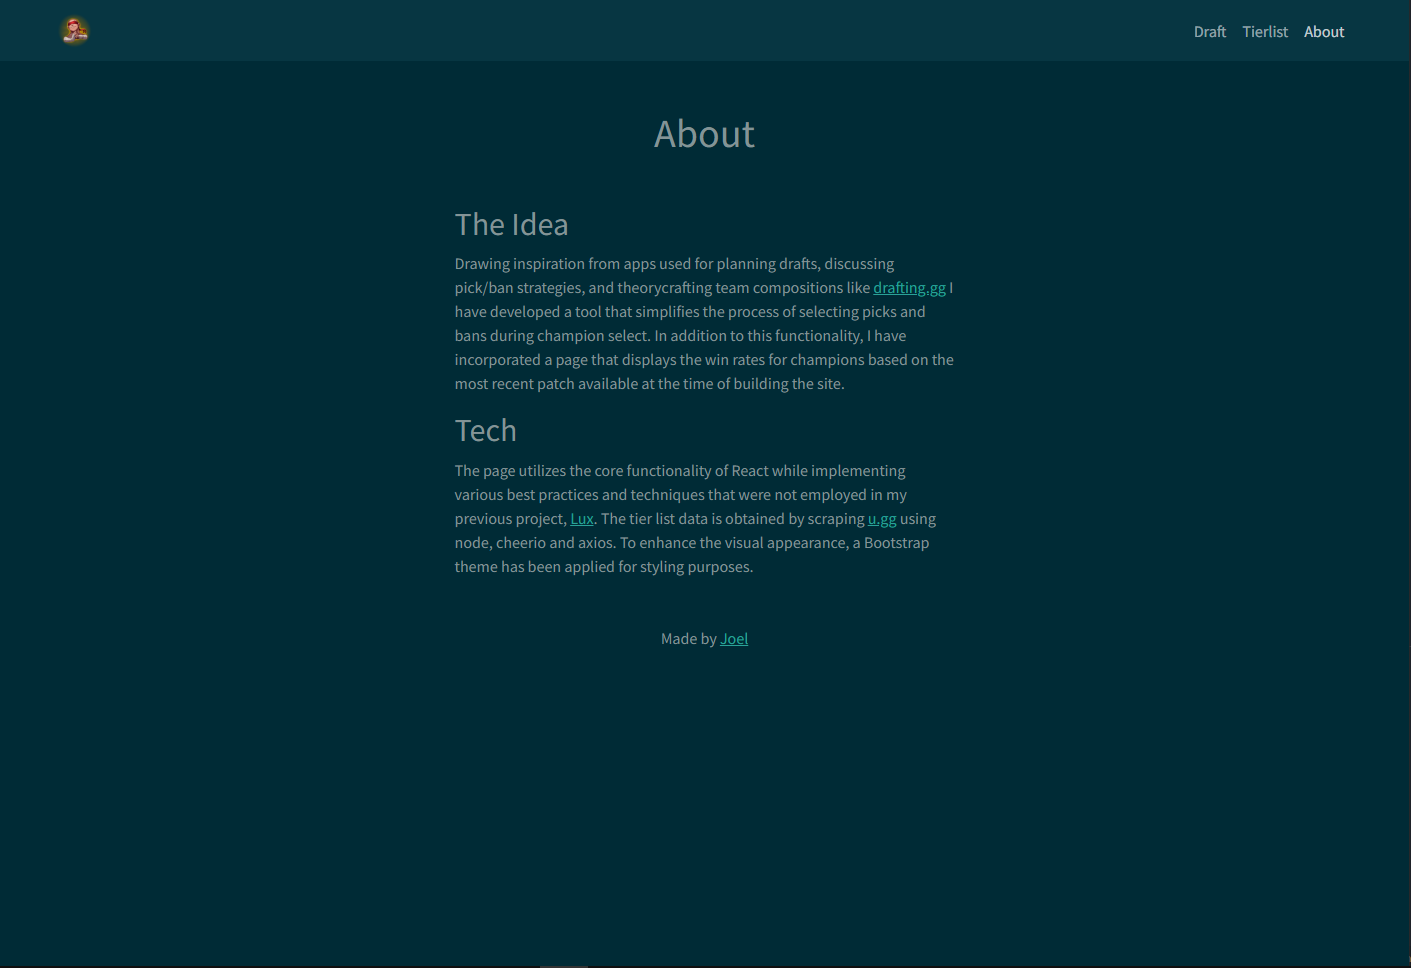 Draft Tierlist About
About
The Idea
Drawing inspiration from apps used for planning drafts, discussing
pick/ban strategies, and theorycrafting team compositions like drafting.gg I
have developed a tool that simplifies the process of selecting picks and
bans during champion select. In addition to this functionality, I have
incorporated a page that displays the win rates for champions based on the
most recent patch available at the time of building the site.
Tech
The page utilizes the core functionality of React while implementing
various best practices and techniques that were not employed in my
previous project, Lux. The tier list data is obtained by scraping u.gg using
node, cheerio and axios. To enhance the visual appearance, a Bootstrap
theme has been applied for styling purposes.
Made by Joel